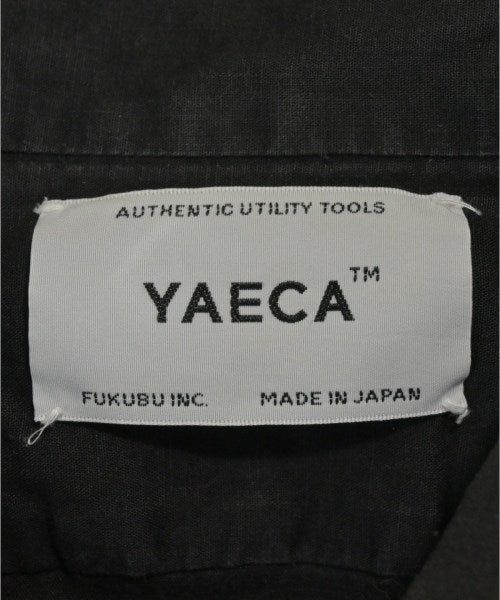 AUTHENTIC UTILITY TOOLS
YAECA™
FUKUBU INC. MADE IN JAPAN